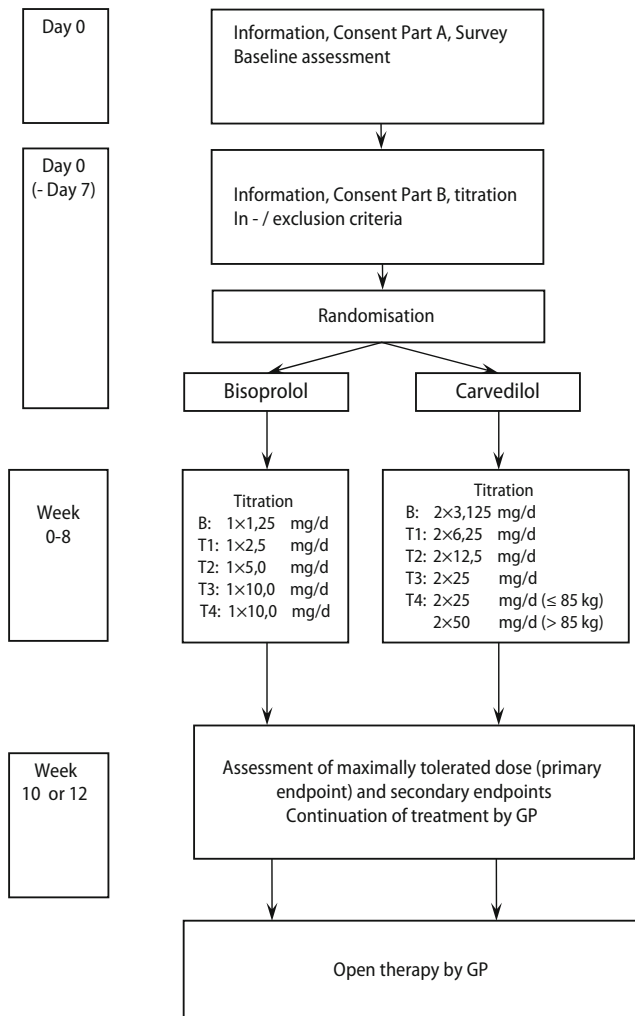 Day 0
Information, Consent Part A, Survey
Baseline assessment
Day 0
(- Day 7)
Information, Consent Part B, titration
In - / exclusion criteria
Randomisation
Bisoprolol
Carvedilol
Week
0-8
Titration
B: 1×1,25 mg/d
T1: 1×2,5 mg/d
T2: 1×5,0 mg/d
T3: 1×10,0 mg/d
T4: 1×10,0 mg/d
Titration
B: 2×3,125 mg/d
T1: 2×6,25 mg/d
T2: 2×12,5 mg/d
T3: 2×25 mg/d
T4: 2×25 mg/d (≤ 85 kg)
2×50 mg/d (> 85 kg)
Week
10 or 12
Assessment of maximally tolerated dose (primary
endpoint) and secondary endpoints
Continuation of treatment by GP
Open therapy by GP